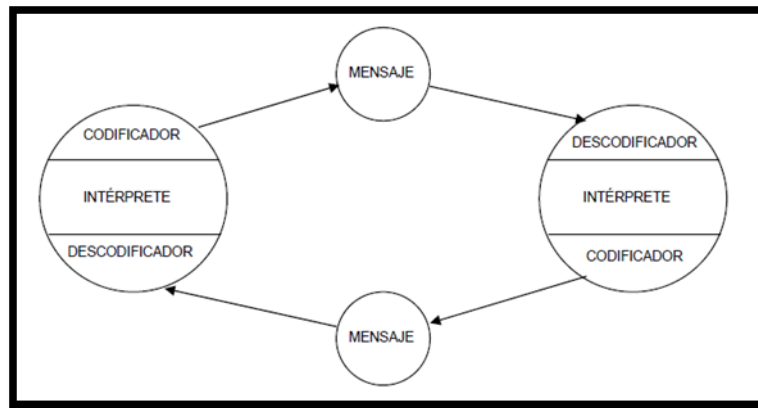 MENSAJE
CODIFICADOR
INTÉRPRETE
DESCODIFICADOR
DESCODIFICADOR
INTÉRPRETE
CODIFICADOR
MENSAJE